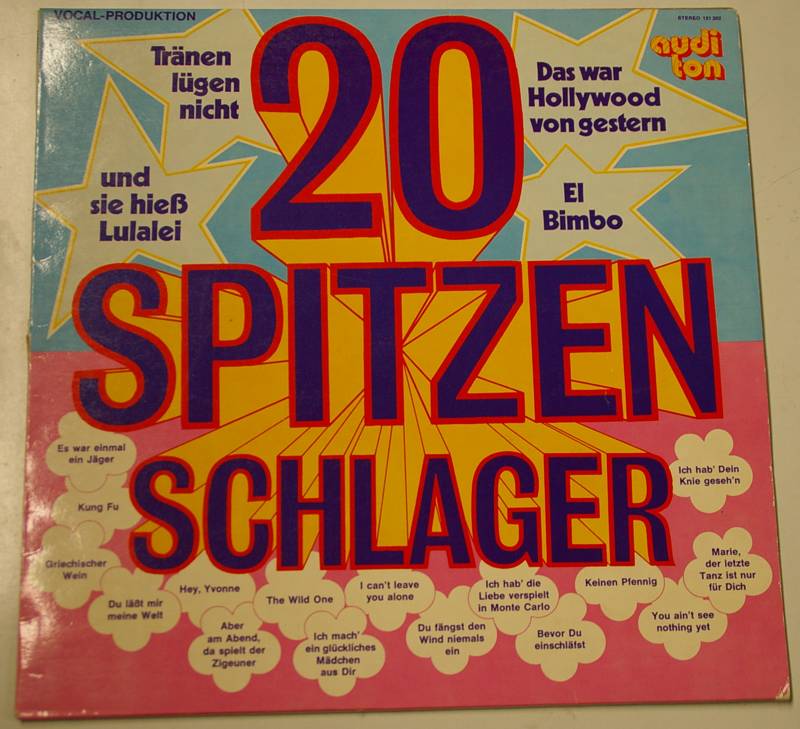 VOCAL-PRODUKTION
STEREO 151 202
audi
ton
Tränen
lügen
nicht
20
Das war
Hollywood
von gestern
und
sie hieß
Lulalei
El
Bimbo
SPITZEN
SCHLAGER
Es war einmal
ein Jäger
Kung Fu
Griechischer
Wein
Du läßt mir
meine Welt
Hey, Yvonne
Aber
am Abend,
da spielt der
Zigeuner
The Wild One
Ich mach'
ein glückliches
Mädchen
aus Dir
I can't leave
you alone
Du fängst den
Wind niemals
ein
Ich hab' die
Liebe verspielt
in Monte Carlo
Bevor Du
einschläfst
Keinen Pfennig
You ain't see
nothing yet
Marie,
der letzte
Tanz ist nur
für Dich
Ich hab' Dein
Knie geseh'n